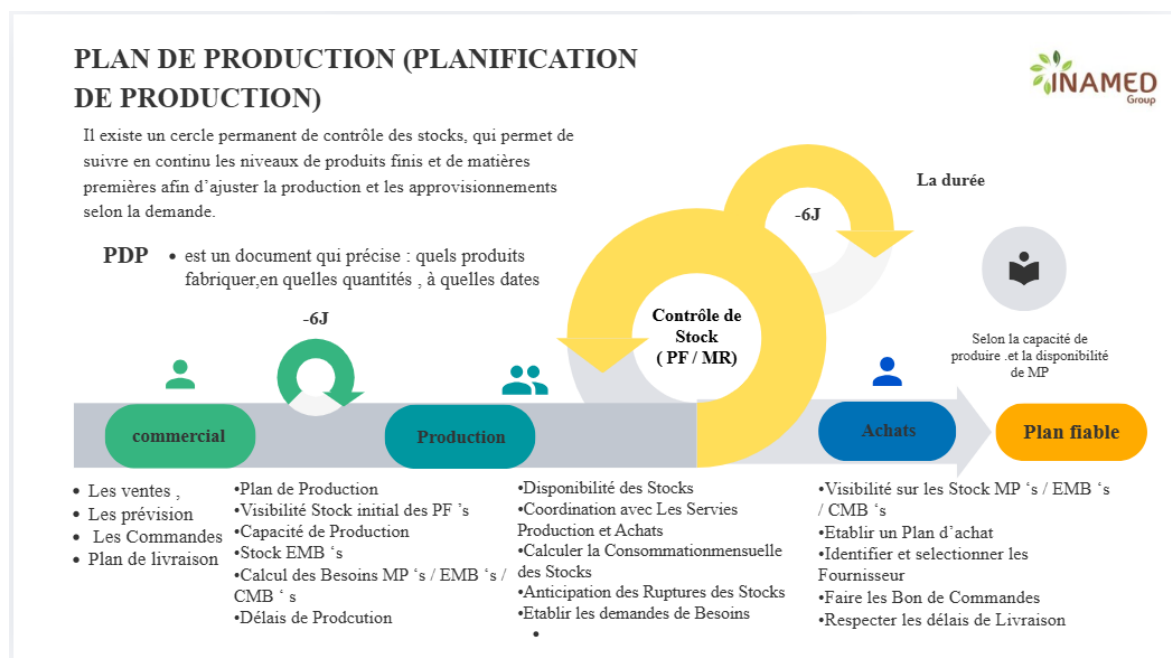 PLAN DE PRODUCTION (PLANIFICATION
DE PRODUCTION)
INAMED
Group
Il existe un cercle permanent de contrôle des stocks, qui permet de
suivre en continu les niveaux de produits finis et de matières
premières afin d’ajuster la production et les approvisionnements
selon la demande.
La durée
-6J
PDP
• est un document qui précise : quels produits
fabriquer,en quelles quantités , à quelles dates
-6J
Contrôle de
Stock
( PF / MR)
Selon la capacité de
produire .et la disponibilité
de MP
commercial
Production
Achats
Plan fiable
• Les ventes ,
• Les prévision
• Les Commandes
• Plan de livraison
•Plan de Production
•Visibilité Stock initial des PF ‘s
•Capacité de Production
•Stock EMB ‘s
•Calcul des Besoins MP ‘s / EMB ‘s /
CMB ‘ s
•Délais de Prodcution
•Disponibilité des Stocks
•Coordination avec Les Servies
Production et Achats
•Calculer la Consommationmensuelle
des Stocks
•Anticipation des Ruptures des Stocks
•Etablir les demandes de Besoins
•
•Visibilité sur les Stock MP ‘s / EMB ‘s
/ CMB ‘s
•Etablir un Plan d’achat
•Identifier et selectionner les
Fournisseur
•Faire les Bon de Commandes
•Respecter les délais de Livraison